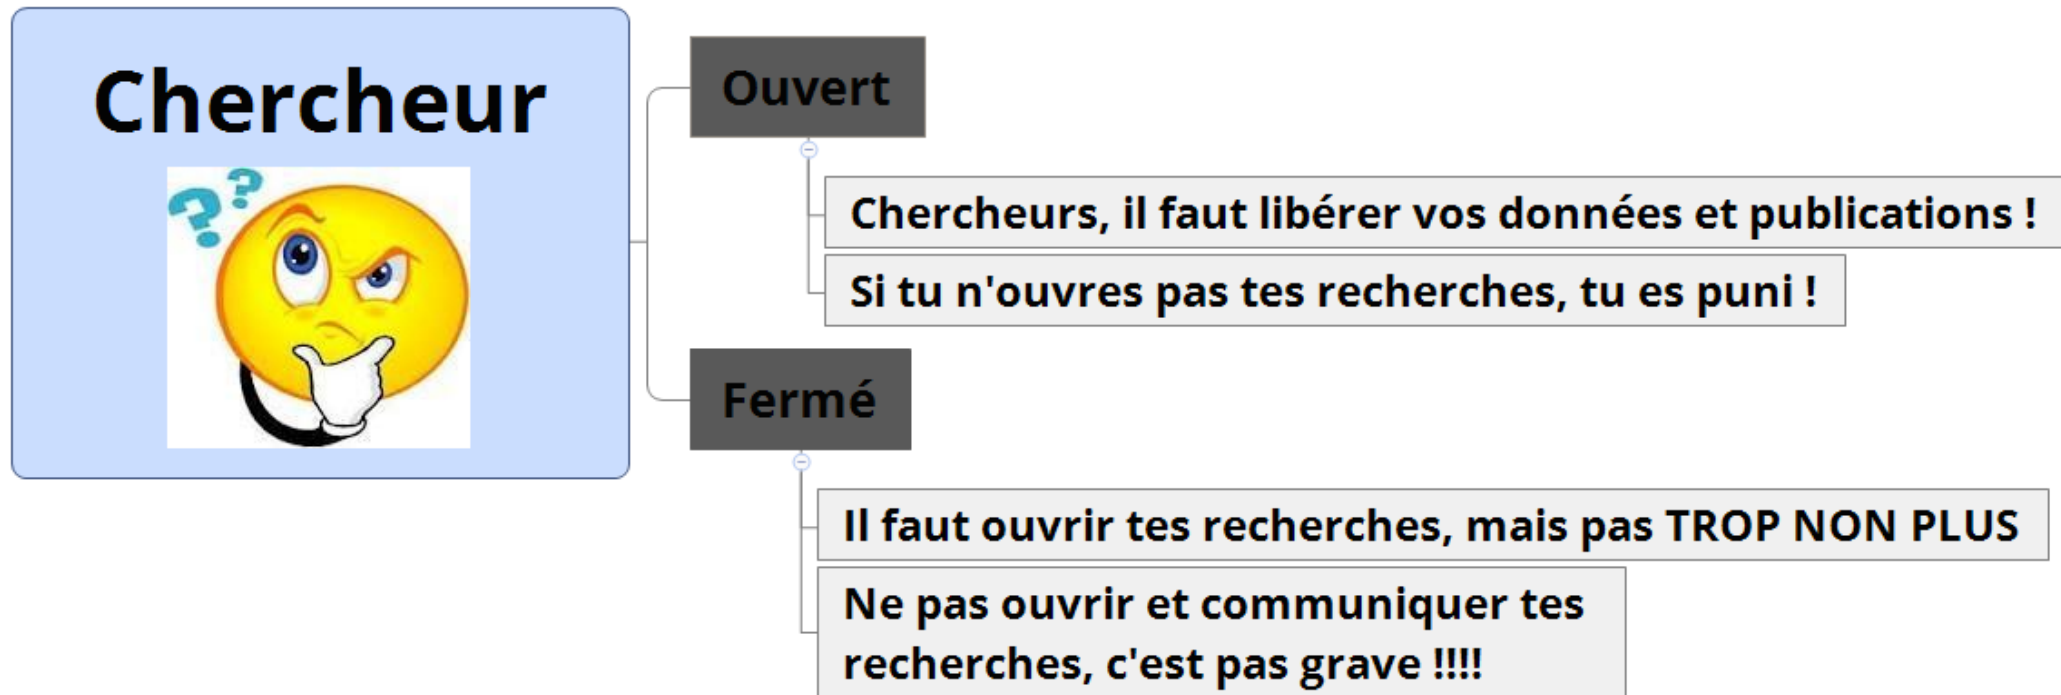 Chercheur
? ?
Ouvert
Chercheurs, il faut libérer vos données et publications !
Si tu n'ouvres pas tes recherches, tu es puni !
Fermé
Il faut ouvrir tes recherches, mais pas TROP NON PLUS
Ne pas ouvrir et communiquer tes
recherches, c'est pas grave !!!!